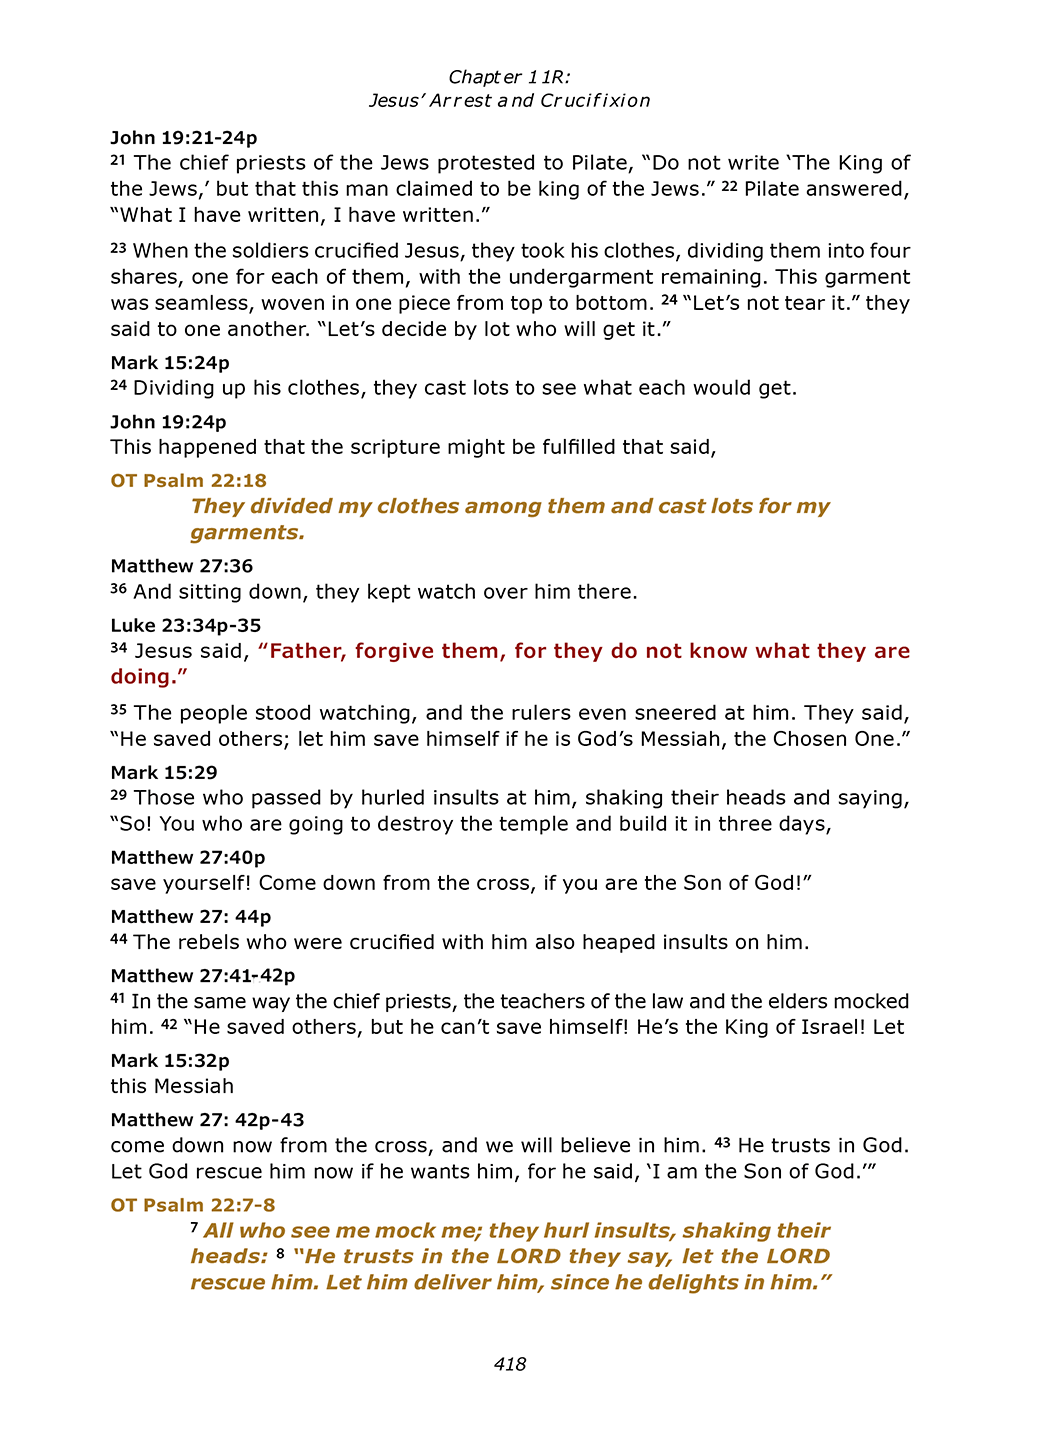 Chapter 11R:
Jesus’ Arrest and Crucifixion
John 19:21-24p
21 The chief priests of the Jews protested to Pilate, “Do not write ‘The King of
the Jews,’ but that this man claimed to be king of the Jews.” 22 Pilate answered,
“What I have written, I have written.”
23 When the soldiers crucified Jesus, they took his clothes, dividing them into four
shares, one for each of them, with the undergarment remaining. This garment
was seamless, woven in one piece from top to bottom. 24 “Let’s not tear it.” they
said to one another. “Let’s decide by lot who will get it.”
Mark 15:24p
24 Dividing up his clothes, they cast lots to see what each would get.
John 19:24p
This happened that the scripture might be fulfilled that said,
OT Psalm 22:18
They divided my clothes among them and cast lots for my
garments.
Matthew 27:36
36 And sitting down, they kept watch over him there.
Luke 23:34p-35
34 Jesus said, “Father, forgive them, for they do not know what they are
doing.”
35 The people stood watching, and the rulers even sneered at him. They said,
“He saved others; let him save himself if he is God’s Messiah, the Chosen One.”
Mark 15:29
29 Those who passed by hurled insults at him, shaking their heads and saying,
“So! You who are going to destroy the temple and build it in three days,
Matthew 27:40p
save yourself! Come down from the cross, if you are the Son of God!”
Matthew 27: 44p
44 The rebels who were crucified with him also heaped insults on him.
Matthew 27:41-42p
41 In the same way the chief priests, the teachers of the law and the elders mocked
him. 42 “He saved others, but he can’t save himself! He’s the King of Israel! Let
Mark 15:32p
this Messiah
Matthew 27: 42p-43
come down now from the cross, and we will believe in him. 43 He trusts in God.
Let God rescue him now if he wants him, for he said, ‘I am the Son of God.’”
OT Psalm 22:7-8
7 All who see me mock me; they hurl insults, shaking their
heads: 8 “He trusts in the LORD they say, let the LORD
rescue him. Let him deliver him, since he delights in him.”
418